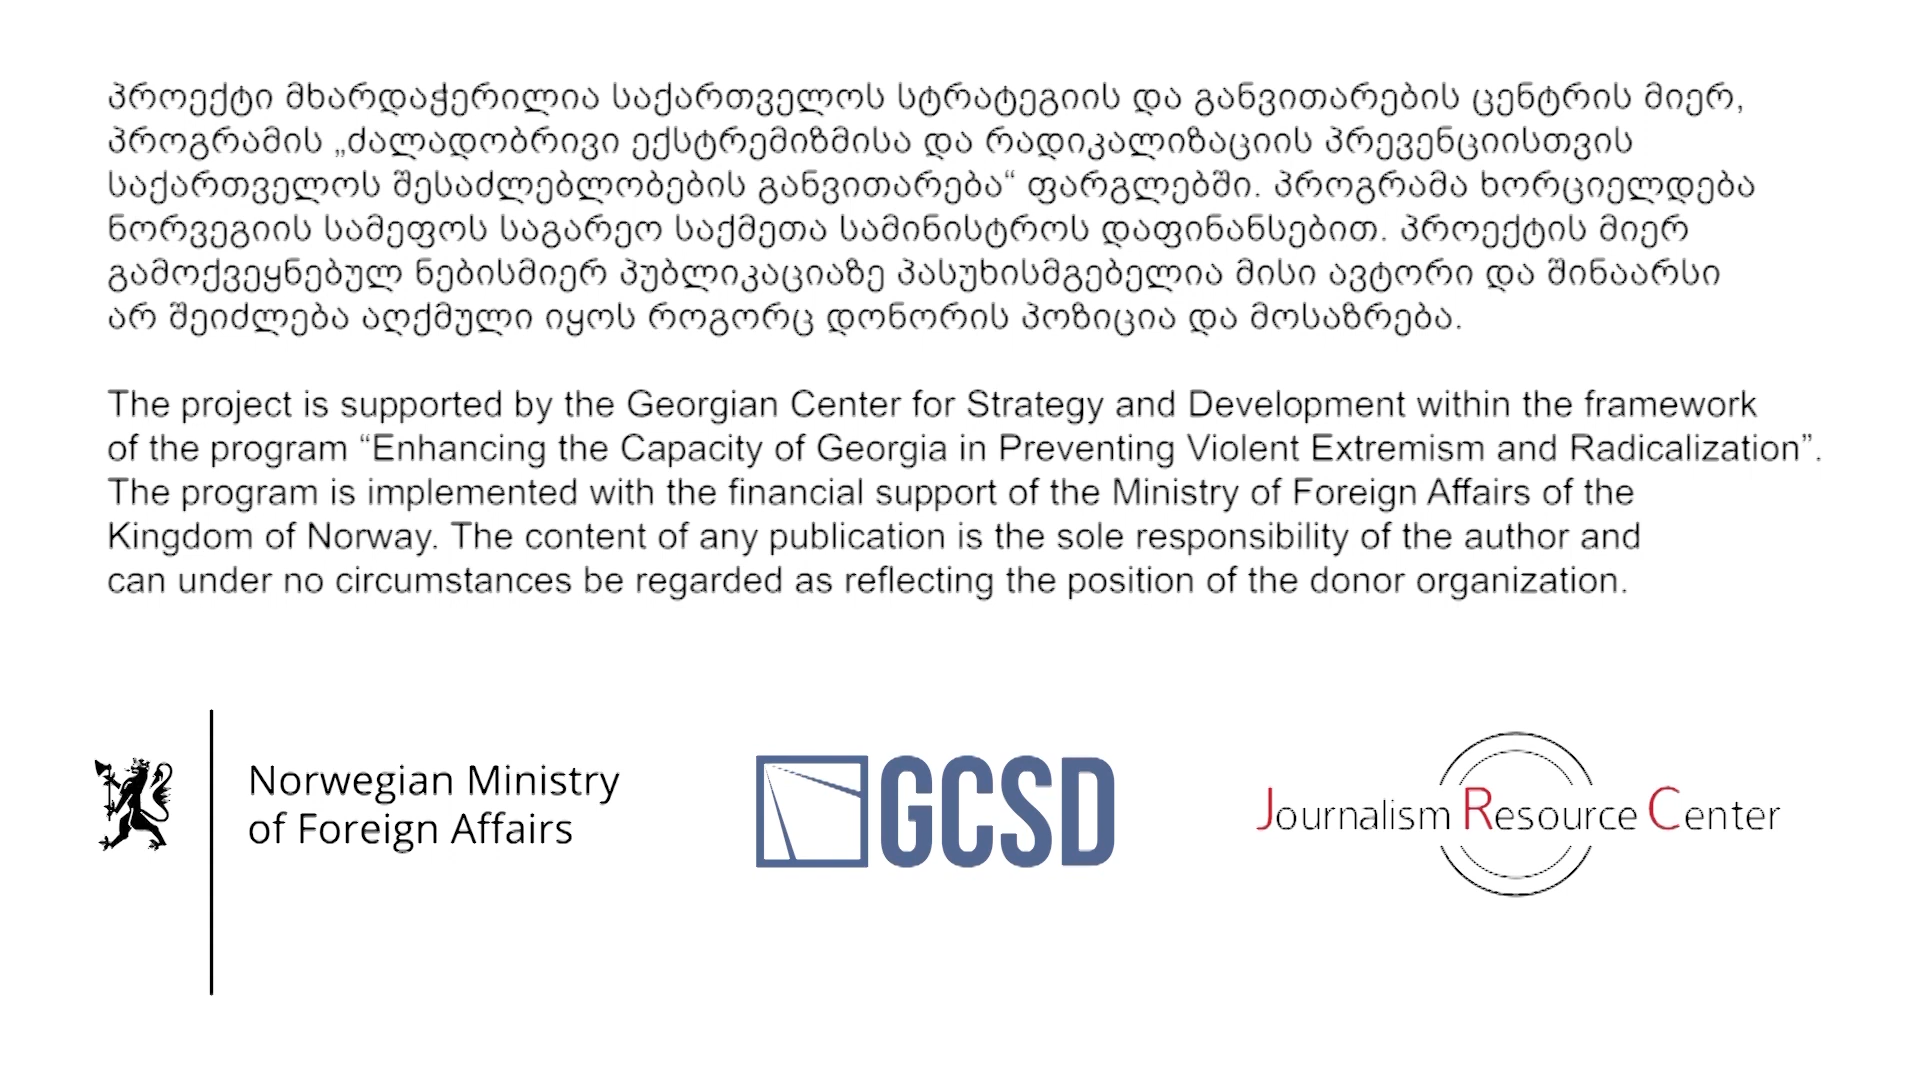 პროექტი მხარდაჭერილია საქართველოს სტრატეგიის და განვითარების ცენტრის მიერ,
პროგრამის „ძალადობრივი ექსტრემიზმისა და რადიკალიზაციის პრევენციისთვის
საქართველოს შესაძლებლობების განვითარება“ ფარგლებში. პროგრამა ხორციელდება
ნორვეგიის სამეფოს საგარეო საქმეთა სამინისტროს დაფინანსებით. პროექტის მიერ
გამოქვეყნებულ ნებისმიერ პუბლიკაციაზე პასუხისმგებელია მისი ავტორი და შინაარსი
არ შეიძლება აღქმული იყოს როგორც დონორის პოზიცია და მოსაზრება.
The project is supported by the Georgian Center for Strategy and Development within the framework
of the program “Enhancing the Capacity of Georgia in Preventing Violent Extremism and Radicalization”.
The program is implemented with the financial support of the Ministry of Foreign Affairs of the
Kingdom of Norway. The content of any publication is the sole responsibility of the author and
can under no circumstances be regarded as reflecting the position of the donor organization.
Norwegian Ministry
of Foreign Affairs
GCSD
Journalism Resource Center